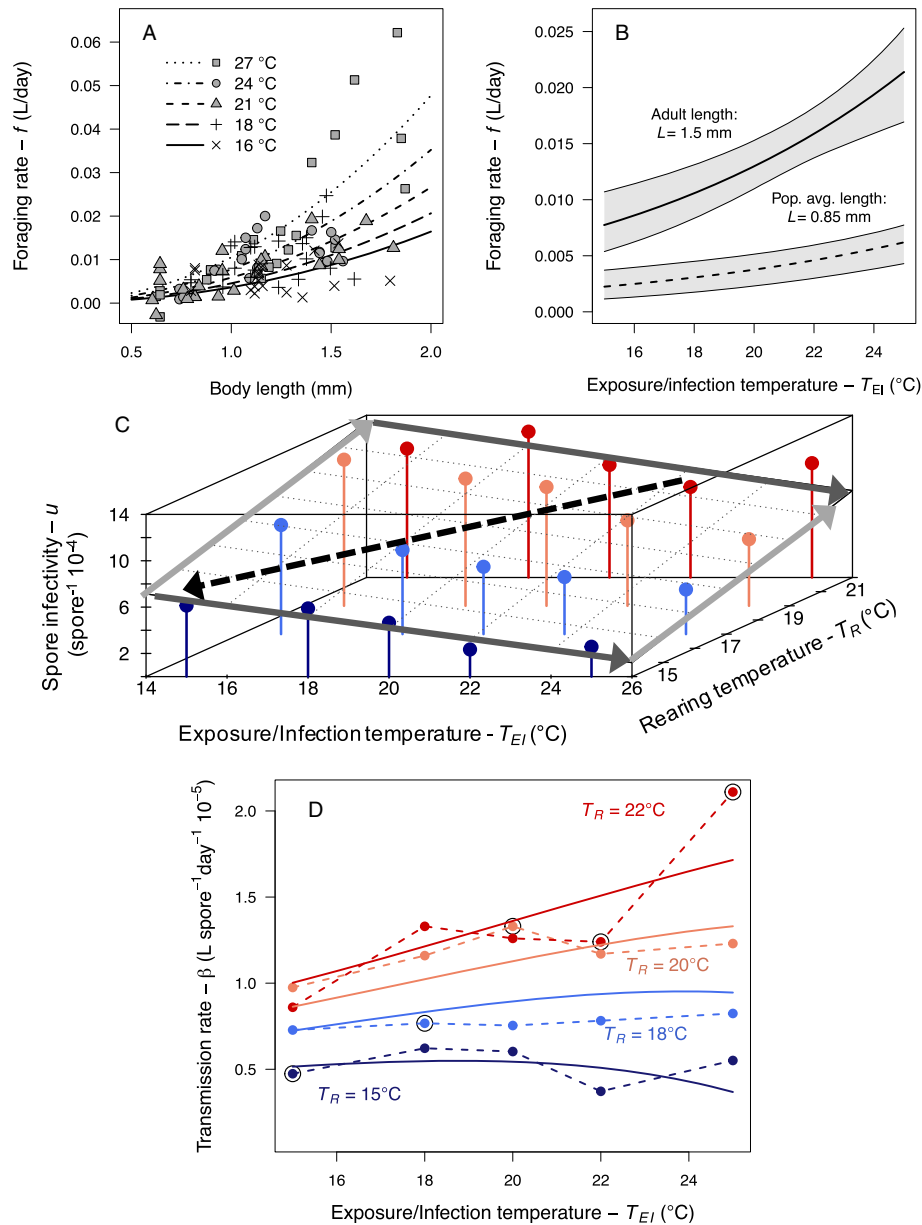 A
Foraging rate – f (L/day)
0.06
0.05
0.04
0.03
0.02
0.01
0.00
27 °C
24 °C
21 °C
18 °C
16 °C
0.5 1.0 1.5 2.0
Body length (mm)
B
Foraging rate – f (L/day)
0.025
0.020
0.015
0.010
0.005
0.000
Adult length:
L= 1.5 mm
Pop. avg. length:
L= 0.85 mm
16 18 20 22 24
Exposure/infection temperature – TEI (°C)
C
Spore infectivity – u
(spore⁻¹ 10⁻⁴)
14
10
6
2
14 16 18 20 22 24 26
Exposure/Infection temperature - TEI (°C)
15 17 19 21
Rearing temperature - TR (°C)
D
Transmission rate – β (L spore⁻¹ day⁻¹ 10⁻⁵)
2.0
1.5
1.0
0.5
TR = 22°C
TR = 20°C
TR = 18°C
TR = 15°C
16 18 20 22 24
Exposure/Infection temperature – TEI (°C)